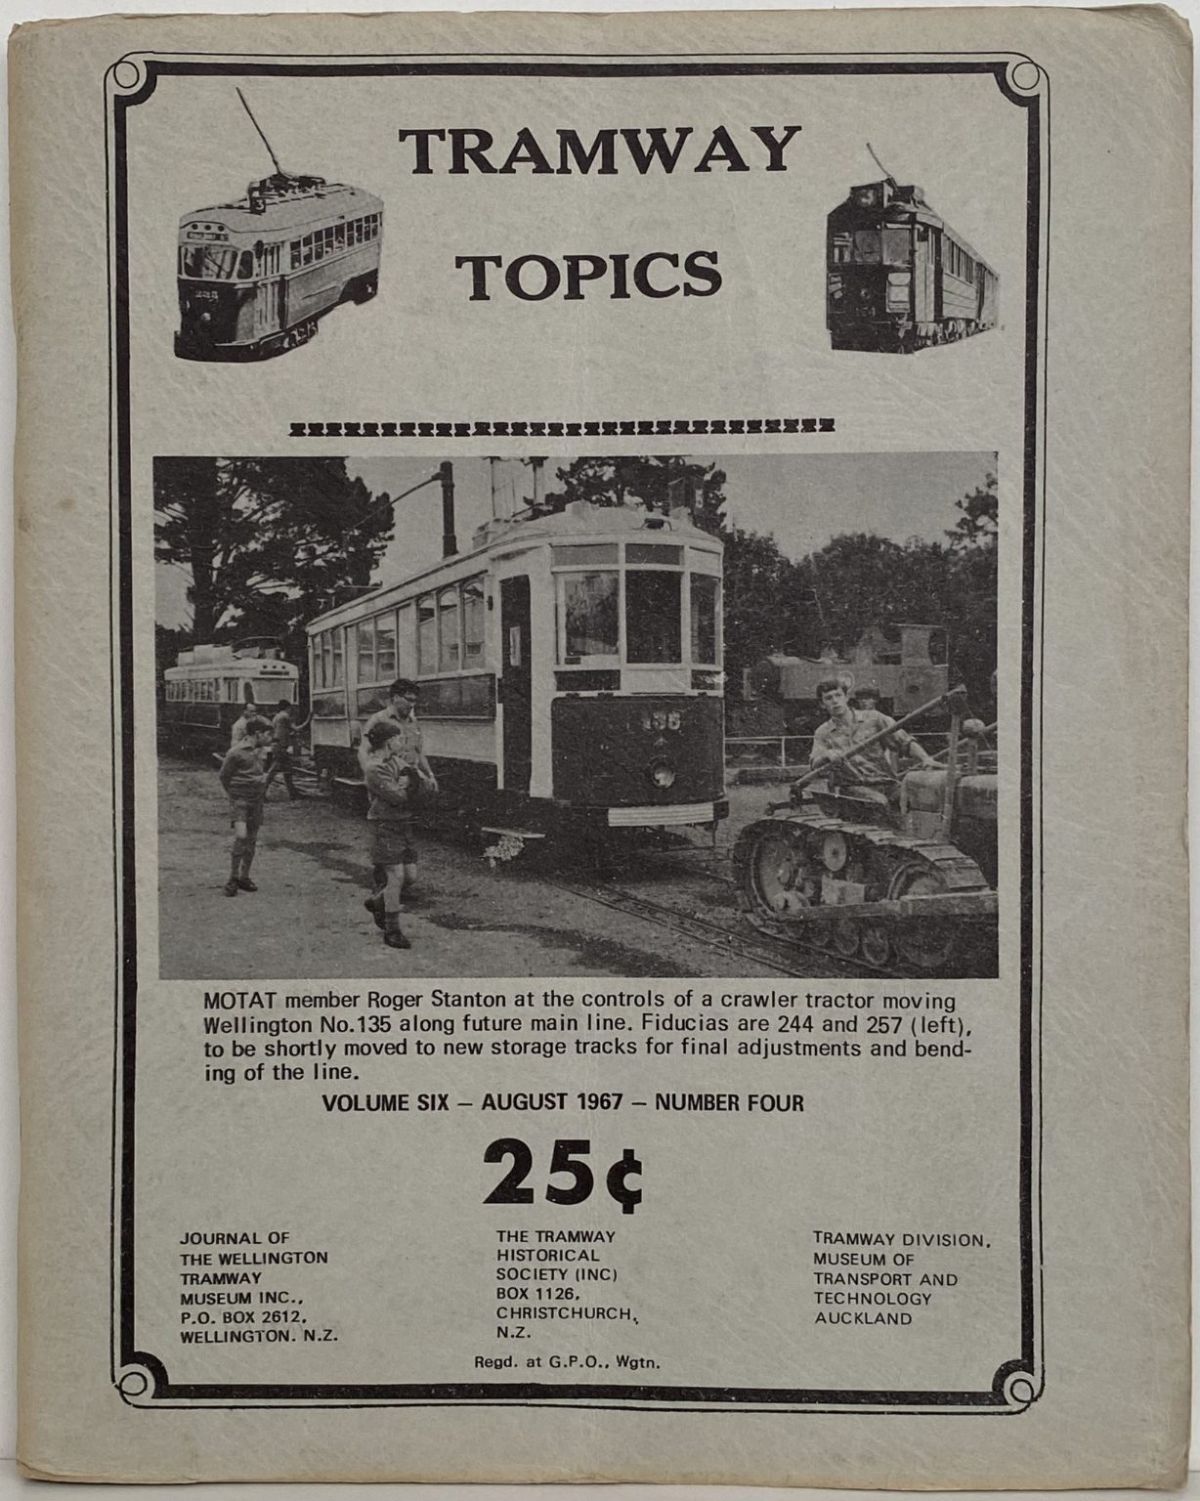 TRAMWAY
TOPICS
MOTAT member Roger Stanton at the controls of a crawler tractor moving
Wellington No.135 along future main line. Fiducias are 244 and 257 (left),
to be shortly moved to new storage tracks for final adjustments and bend-
ing of the line.
VOLUME SIX – AUGUST 1967 – NUMBER FOUR
25¢
JOURNAL OF
THE WELLINGTON
TRAMWAY
MUSEUM INC.,
P.O. BOX 2612,
WELLINGTON. N.Z.
THE TRAMWAY
HISTORICAL
SOCIETY (INC)
BOX 1126,
CHRISTCHURCH,
N.Z.
TRAMWAY DIVISION,
MUSEUM OF
TRANSPORT AND
TECHNOLOGY
AUCKLAND
Regd. at G.P.O., Wgtn.